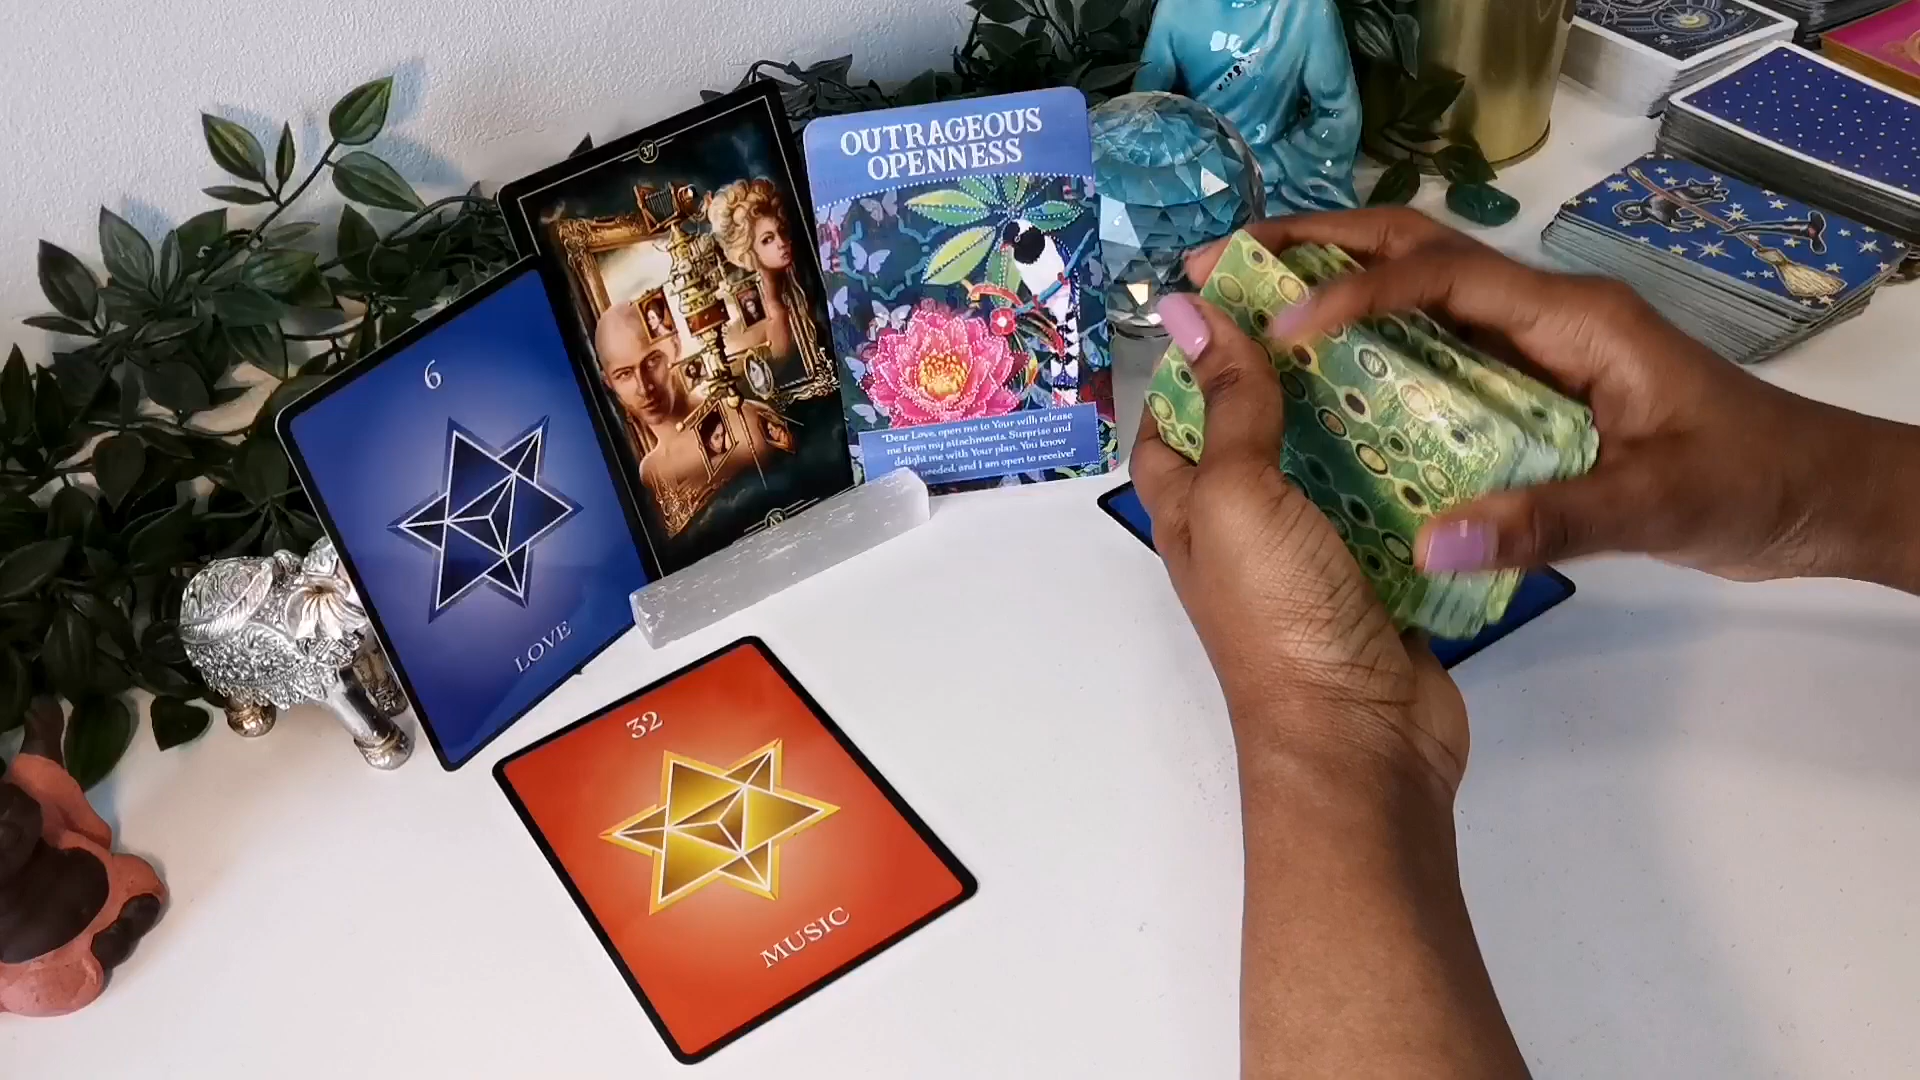 6
LOVE
37
OUTRAGEOUS
OPENNESS
"Dear Love, open me to Your will; release
me from my attachments. Surprise and
delight me with Your plan. You know
needed, and I am open to receive!"
32
MUSIC